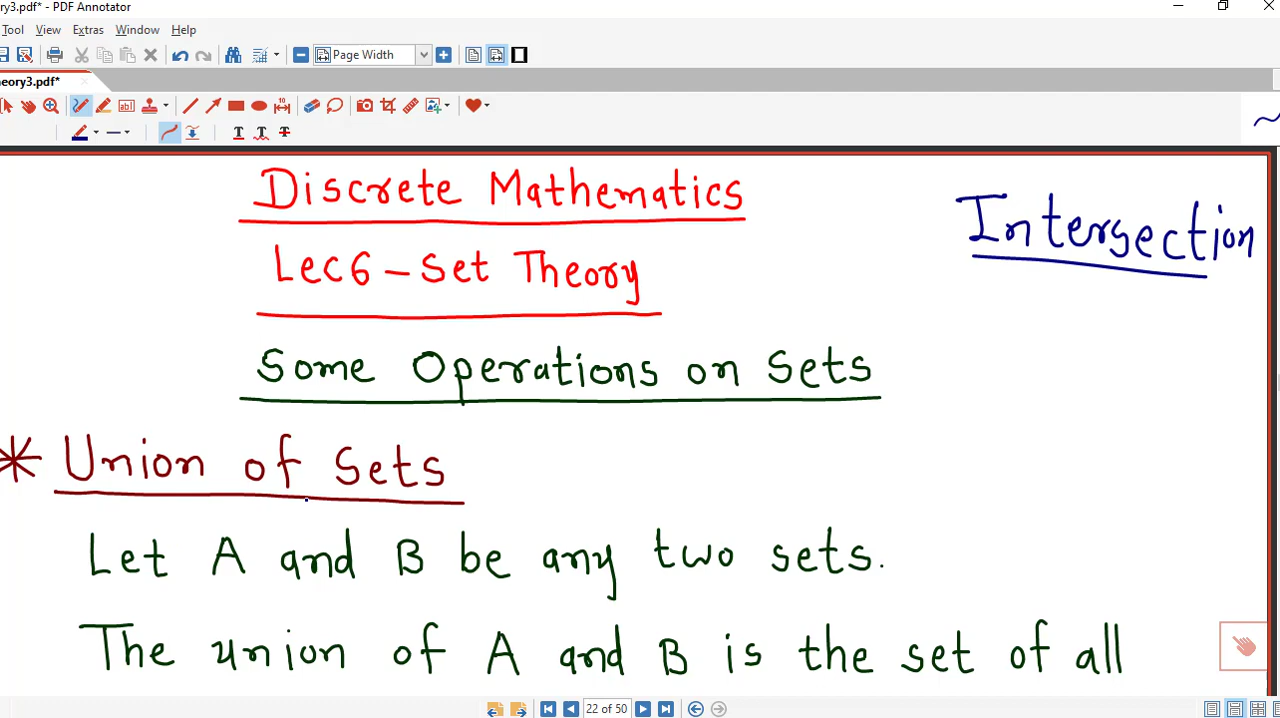 ry3.pdf* - PDF Annotator
Tool View Extras Window Help
Page Width
eory3.pdf*
Discrete Mathematics
Intersection
Lec6 - Set Theory
Some Operations on Sets
* Union of Sets
Let A and B be any two sets.
The union of A and B is the set of all
22 of 50